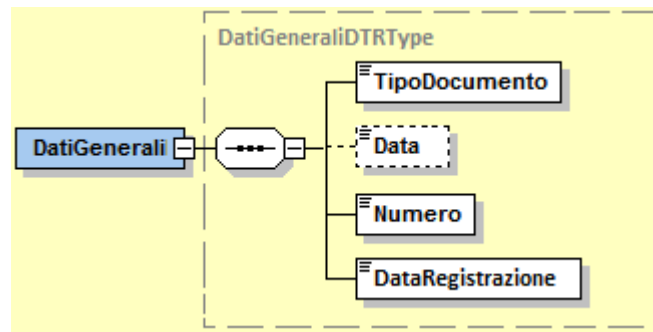 DatiGeneraliDTRType
TipoDocumento
DatiGenerali
Data
Numero
DataRegistrazione